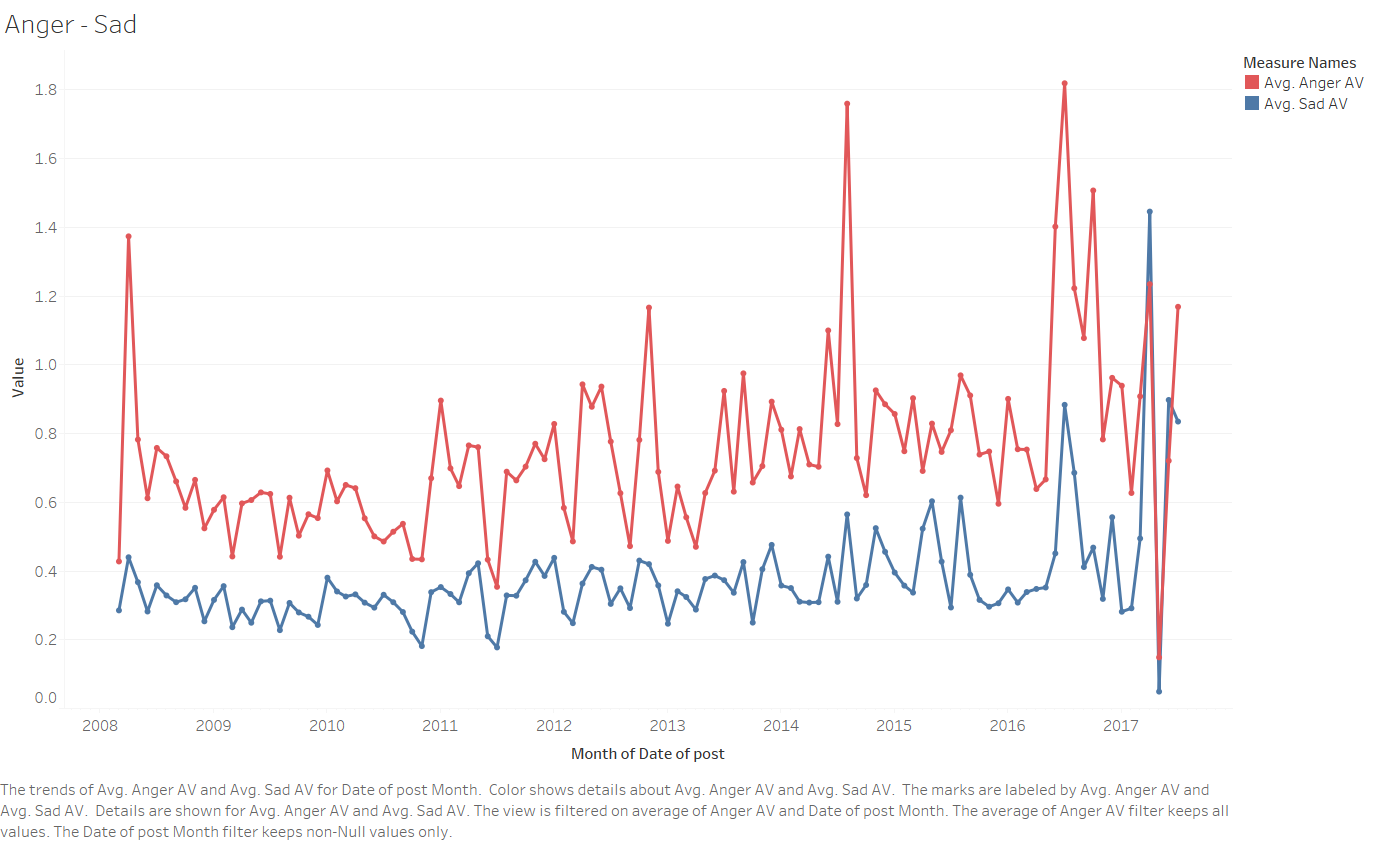 Anger - Sad
Measure Names
Avg. Anger AV
Avg. Sad AV
1.8
1.6
1.4
1.2
1.0
0.8
0.6
0.4
0.2
0.0
Value
2008 2009 2010 2011 2012 2013 2014 2015 2016 2017
Month of Date of post
The trends of Avg. Anger AV and Avg. Sad AV for Date of post Month.  Color shows details about Avg. Anger AV and Avg. Sad AV.  The marks are labeled by Avg. Anger AV and
Avg. Sad AV.  Details are shown for Avg. Anger AV and Avg. Sad AV. The view is filtered on average of Anger AV and Date of post Month. The average of Anger AV filter keeps all
values. The Date of post Month filter keeps non-Null values only.